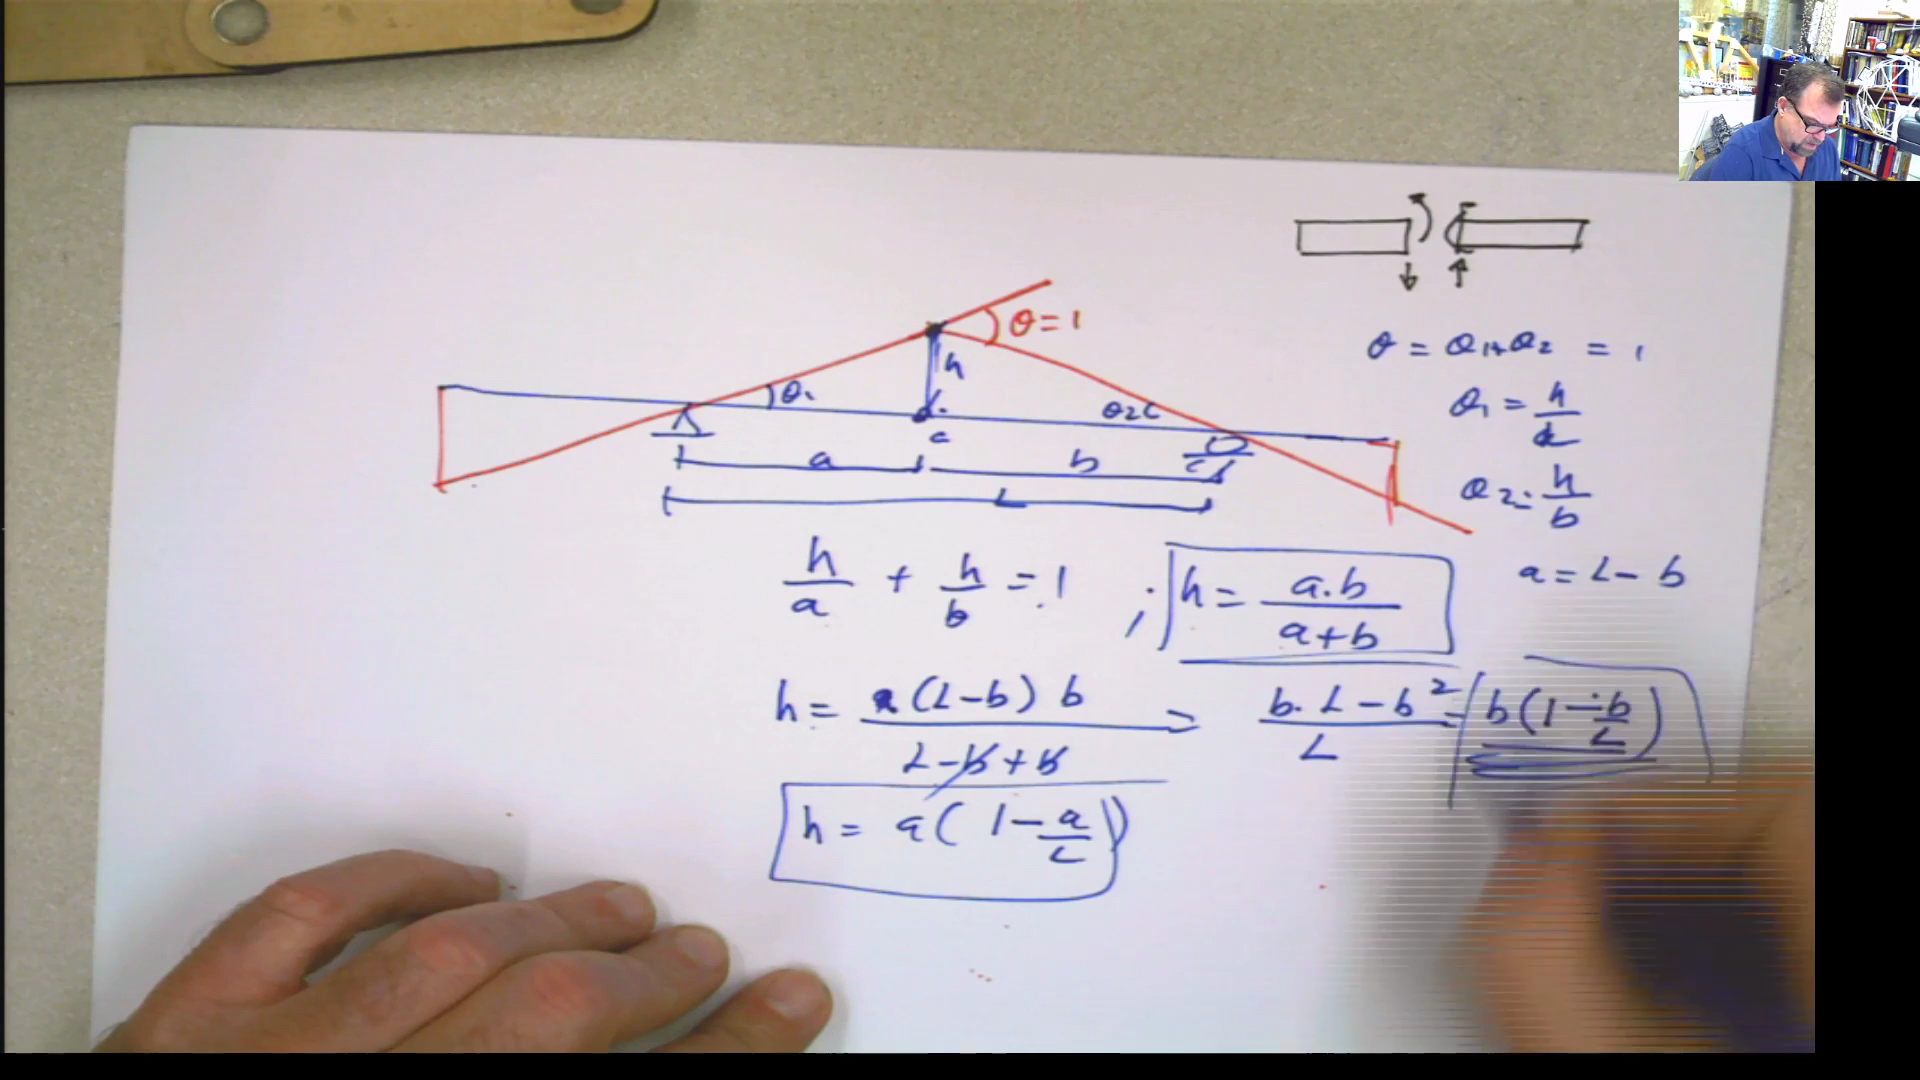 θ = 1
h
θ₁
θ₂
c
a
b
L
θ = θ₁+θ₂ = 1
θ₁ = h/a
θ₂ = h/b
a = L - b
h/a + h/b = 1 ; h = a.b/a+b
h = (L-b) b / L-b+b = b.L-b²/L = b(1-b/L)
h = a(1-a/L)